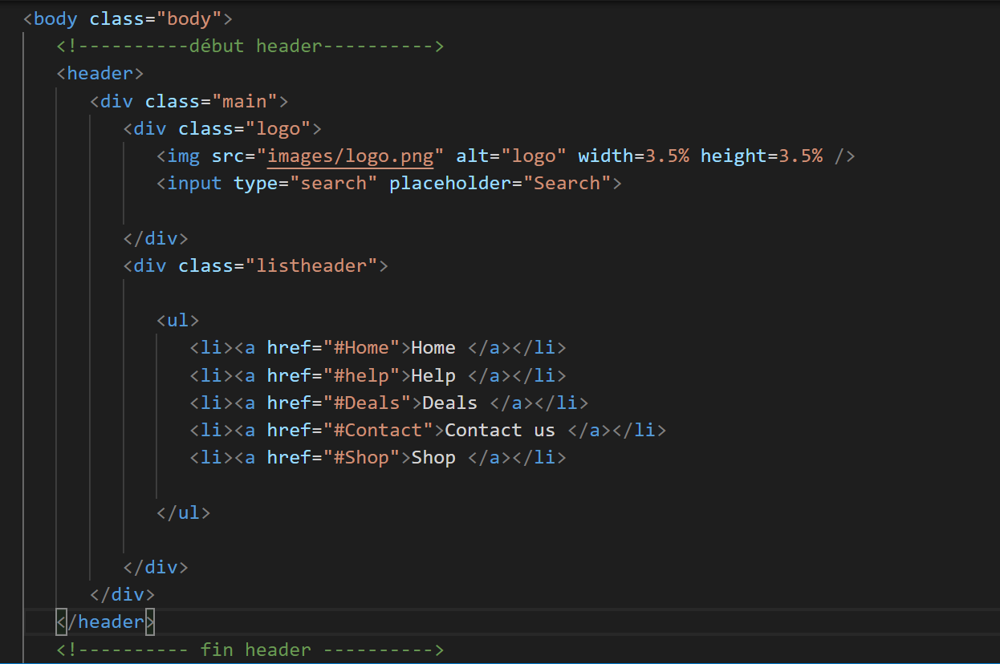 <body class="body">
<!----------début header---------->
<header>
<div class="main">
<div class="logo">
<img src="images/logo.png" alt="logo" width=3.5% height=3.5% />
<input type="search" placeholder="Search">
</div>
<div class="listheader">
<ul>
<li><a href="#Home">Home </a></li>
<li><a href="#help">Help </a></li>
<li><a href="#Deals">Deals </a></li>
<li><a href="#Contact">Contact us </a></li>
<li><a href="#Shop">Shop </a></li>
</ul>
</div>
</div>
</header>
<!---------- fin header ---------->